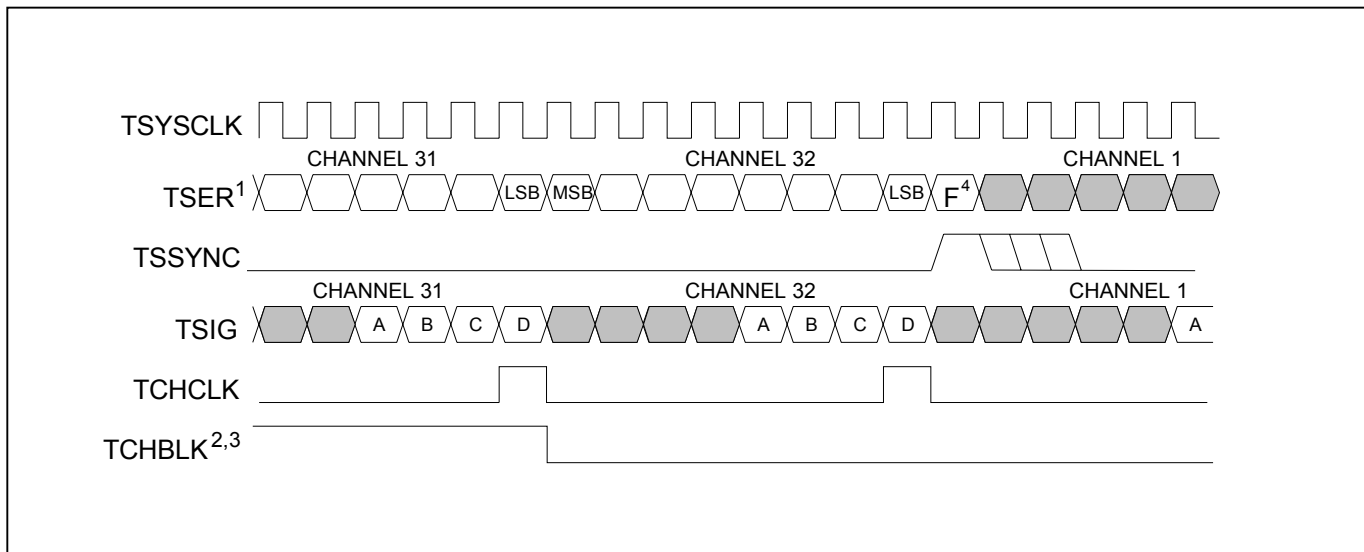 TSYSCLK
CHANNEL 31 CHANNEL 32 CHANNEL 1
TSER1 LSB MSB LSB F4
TSSYNC
CHANNEL 31 CHANNEL 32 CHANNEL 1
TSIG A B C D A B C D A
TCHCLK
TCHBLK2,3